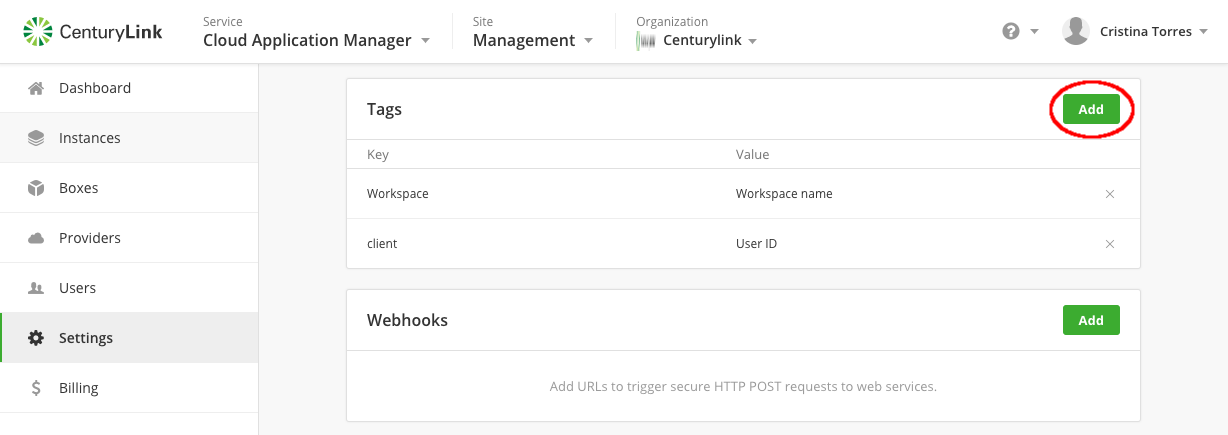 CenturyLink
Service
Cloud Application Manager
Site
Management
Organization
Centurylink
?
Cristina Torres
Dashboard
Instances
Boxes
Providers
Users
Settings
$ Billing
Tags
Add
Key Value
Workspace Workspace name
client User ID
Webhooks
Add
Add URLs to trigger secure HTTP POST requests to web services.